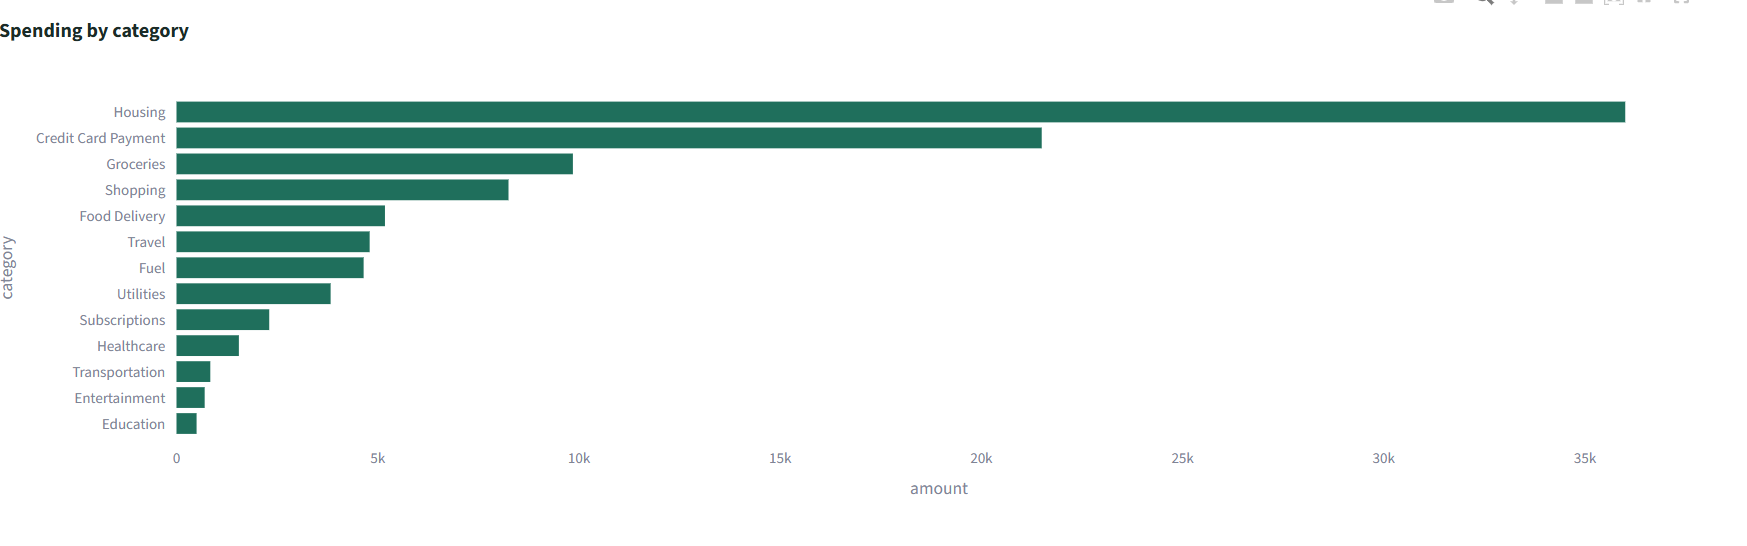 Spending by category
Housing
Credit Card Payment
Groceries
Shopping
Food Delivery
Travel
Fuel
Utilities
Subscriptions
Healthcare
Transportation
Entertainment
Education
category
0 5k 10k 15k 20k 25k 30k 35k
amount